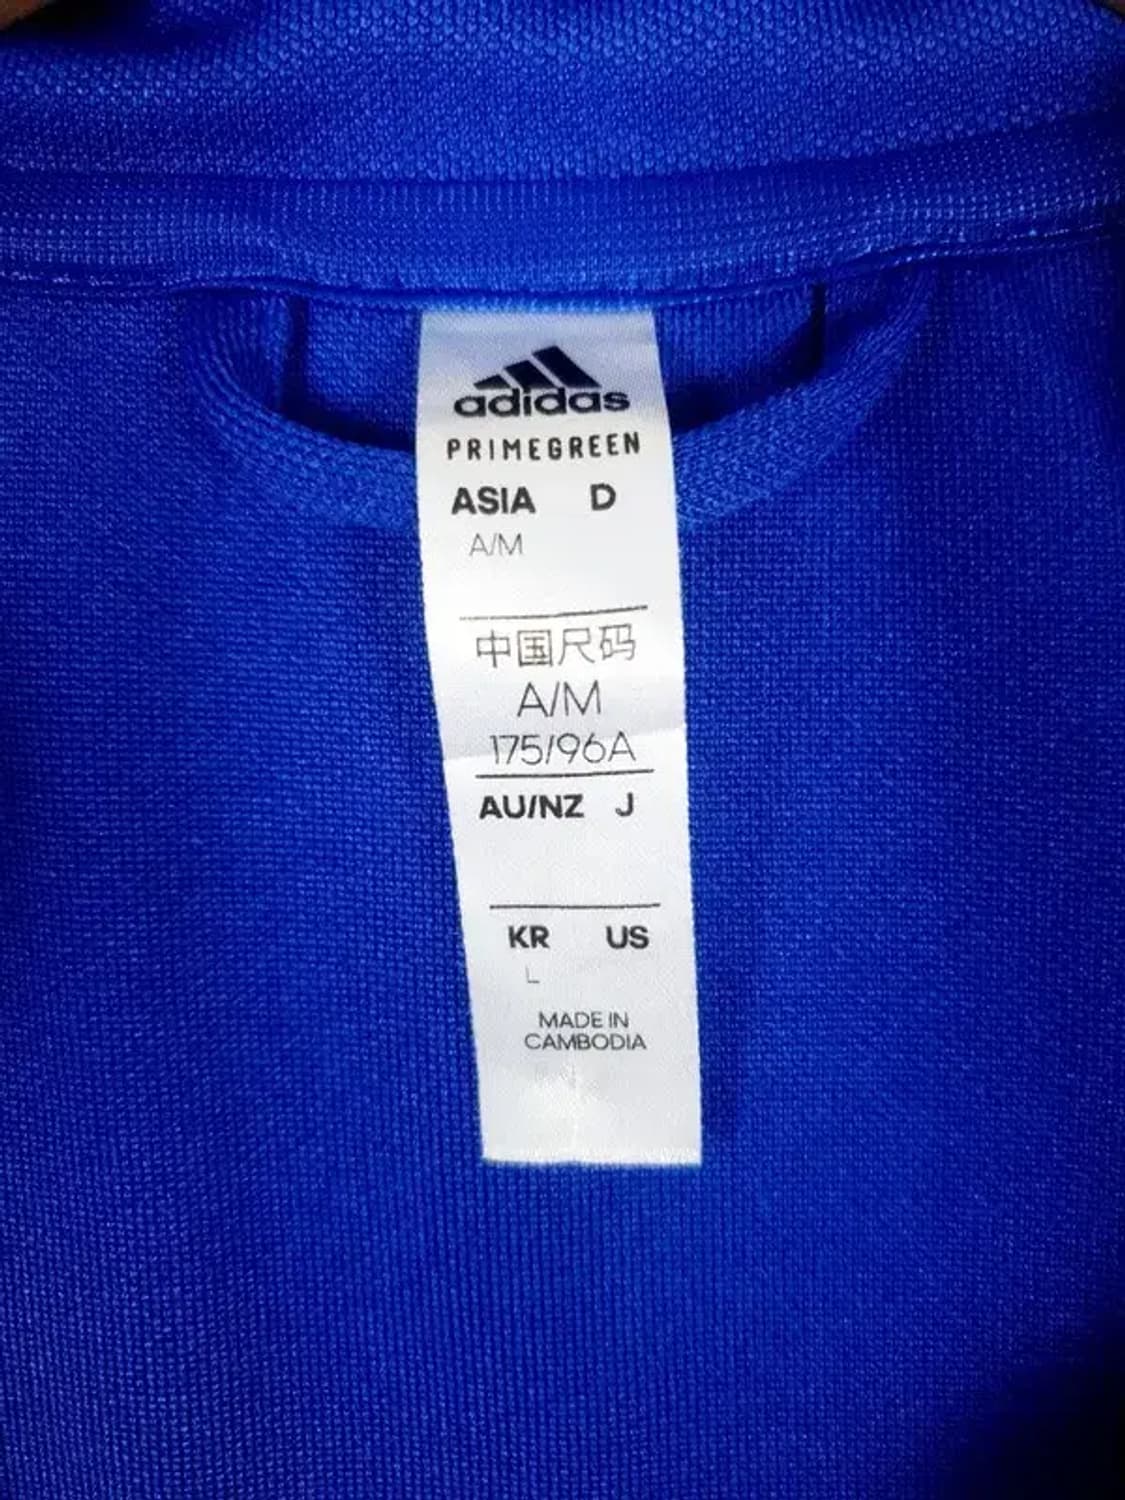 adidas
PRIMEGREEN
ASIA D
A/M
中国尺码
A/M
175/96A
AU/NZ J
KR US
L
MADE IN
CAMBODIA